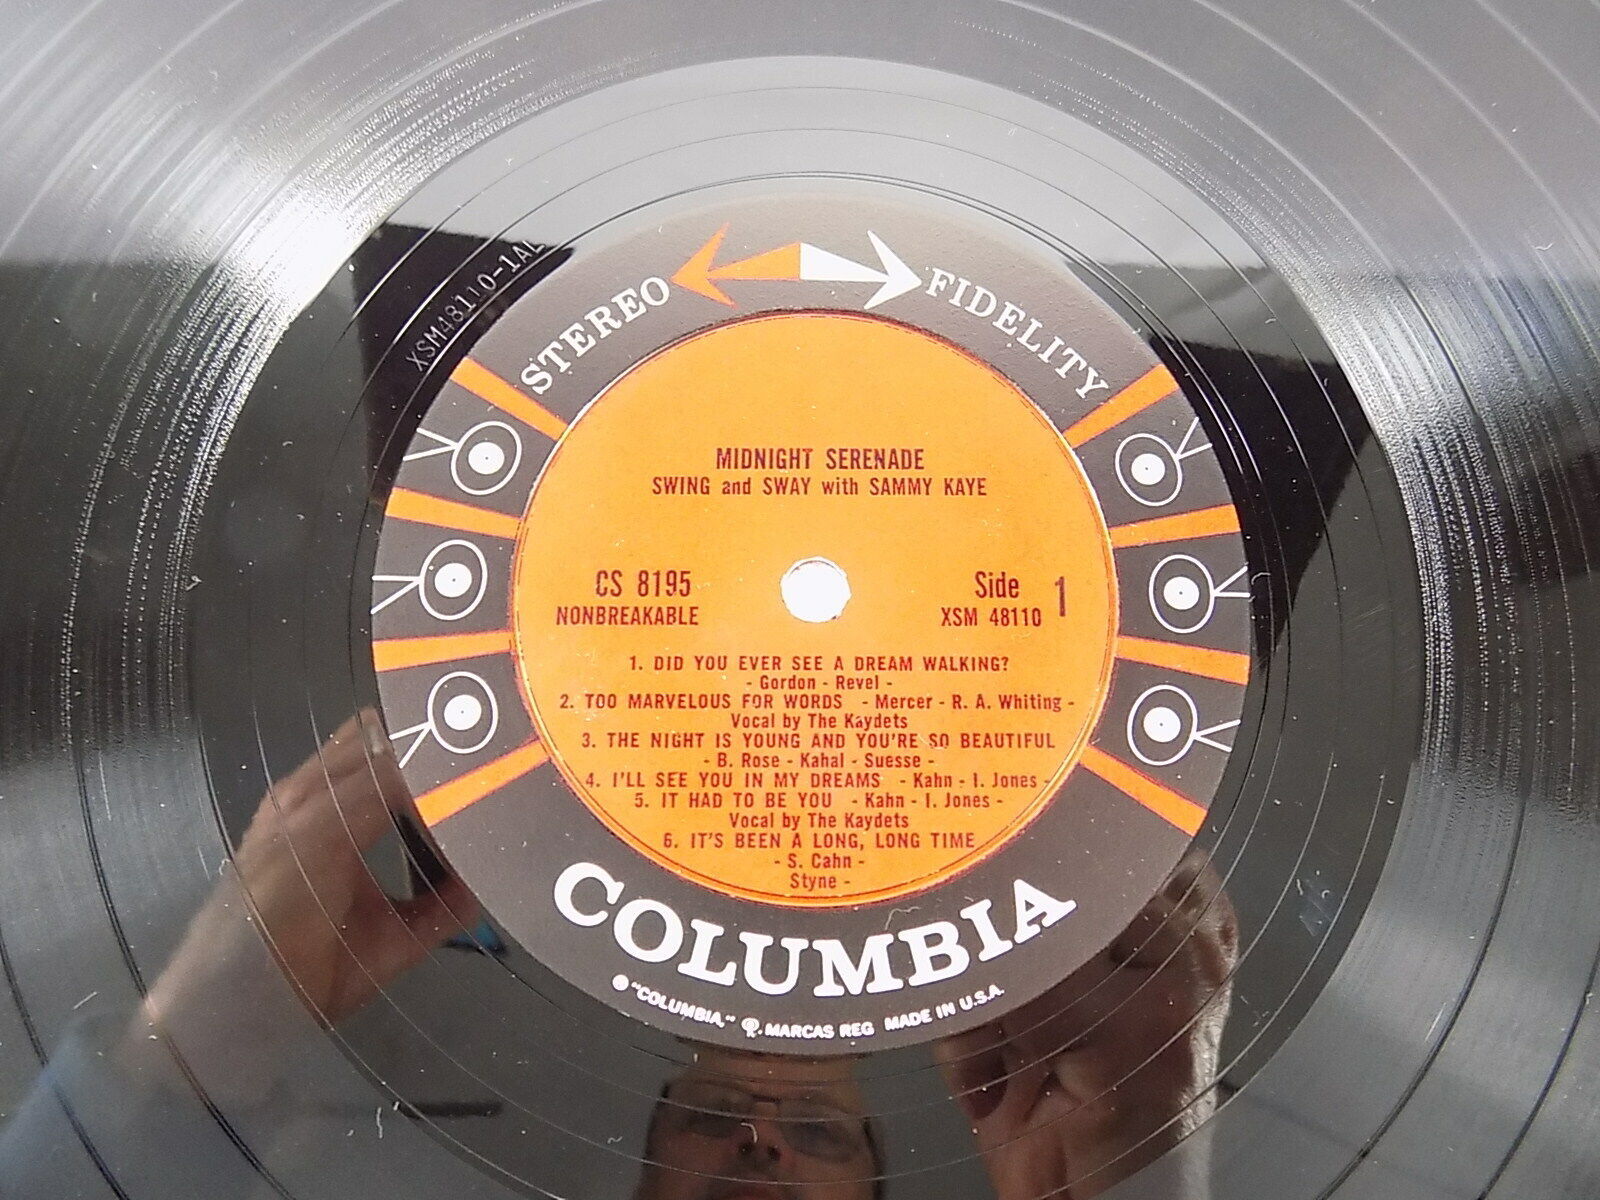 XSM48110-1AL
STEREO FIDELITY
MIDNIGHT SERENADE
SWING and SWAY with SAMMY KAYE
CS 8195
NONBREAKABLE
Side 1
XSM 48110
1. DID YOU EVER SEE A DREAM WALKING?
- Gordon - Revel -
2. TOO MARVELOUS FOR WORDS - Mercer - R. A. Whiting -
Vocal by The Kaydets
3. THE NIGHT IS YOUNG AND YOU'RE SO BEAUTIFUL
- B. Rose - Kahal - Suesse -
4. I'LL SEE YOU IN MY DREAMS - Kahn - I. Jones -
5. IT HAD TO BE YOU - Kahn - I. Jones -
Vocal by The Kaydets
6. IT'S BEEN A LONG, LONG TIME
- S. Cahn -
Styne -
COLUMBIA
"COLUMBIA," MARCAS REG MADE IN U.S.A.